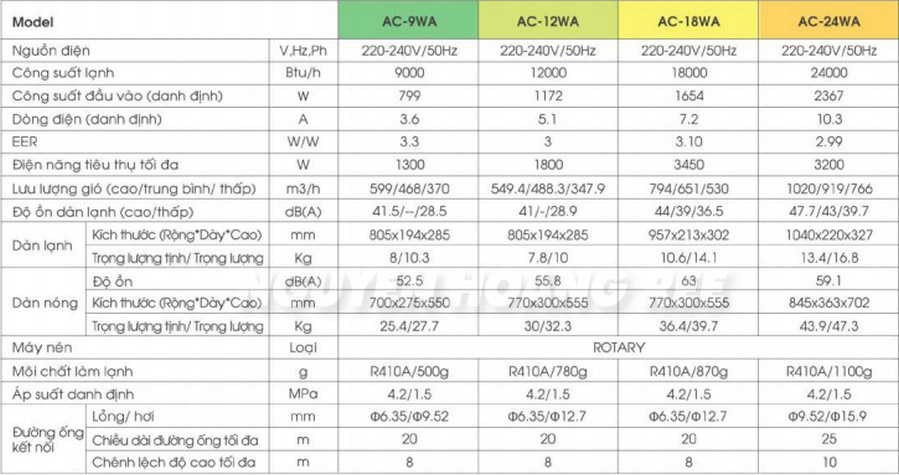 Model AC-9WA AC-12WA AC-18WA AC-24WA
Nguồn điện V,Hz,Ph 220-240V/50Hz 220-240V/50Hz 220-240V/50Hz 220-240V/50Hz
Công suất lạnh Btu/h 9000 12000 18000 24000
Công suất đầu vào (danh định) W 799 1172 1654 2367
Dòng điện (danh định) A 3.6 5.1 7.2 10.3
EER W/W 3.3 3 3.10 2.99
Điện năng tiêu thụ tối đa W 1300 1800 3450 3200
Lưu lượng gió (cao/trung bình/ thấp) m3/h 599/468/370 549.4/488.3/347.9 794/651/530 1020/919/766
Độ ồn dàn lạnh (cao/thấp) dB(A) 41.5/--/28.5 41/-/28.9 44/39/36.5 47.7/43/39.7
Dàn lạnh Kích thước (Rộng*Dày*Cao) mm 805x194x285 805x194x285 957x213x302 1040x220x327
Trọng lượng tịnh/ Trọng lượng Kg 8/10.3 7.8/10 10.6/14.1 13.4/16.8
Dàn nóng Độ ồn dB(A) 52.5 55.8 63 59.1
Kích thước (Rộng*Dày*Cao) mm 700x275x550 770x300x555 770x300x555 845x363x702
Trọng lượng tịnh/ Trọng lượng Kg 25.4/27.7 30/32.3 36.4/39.7 43.9/47.3
Máy nén Loại ROTARY
Môi chất làm lạnh g R410A/500g R410A/780g R410A/870g R410A/1100g
Áp suất danh định MPa 4.2/1.5 4.2/1.5 4.2/1.5 4.2/1.5
Đường ống kết nối Lỏng/ hơi mm Φ6.35/Φ9.52 Φ6.35/Φ12.7 Φ6.35/Φ12.7 Φ9.52/Φ15.9
Chiều dài đường ống tối đa m 20 20 20 25
Chênh lệch độ cao tối đa m 8 8 8 10